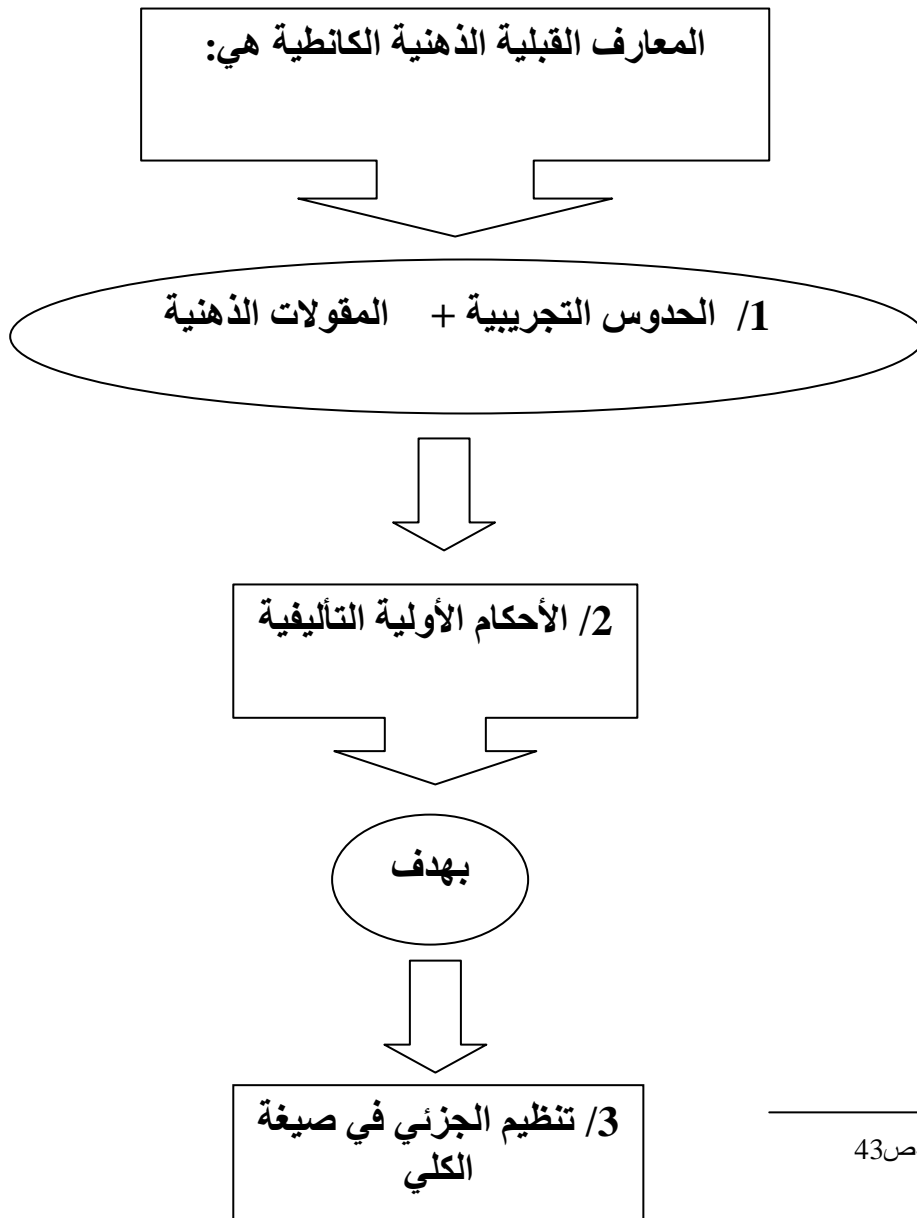 المعارف القبلية الذهنية الكانطية هي:
1/ الحدوس التجريبية + المقولات الذهنية
2/ الأحكام الأولية التأليفية
بهدف
3/ تنظيم الجزئي في صيغة
الكلي
ص43